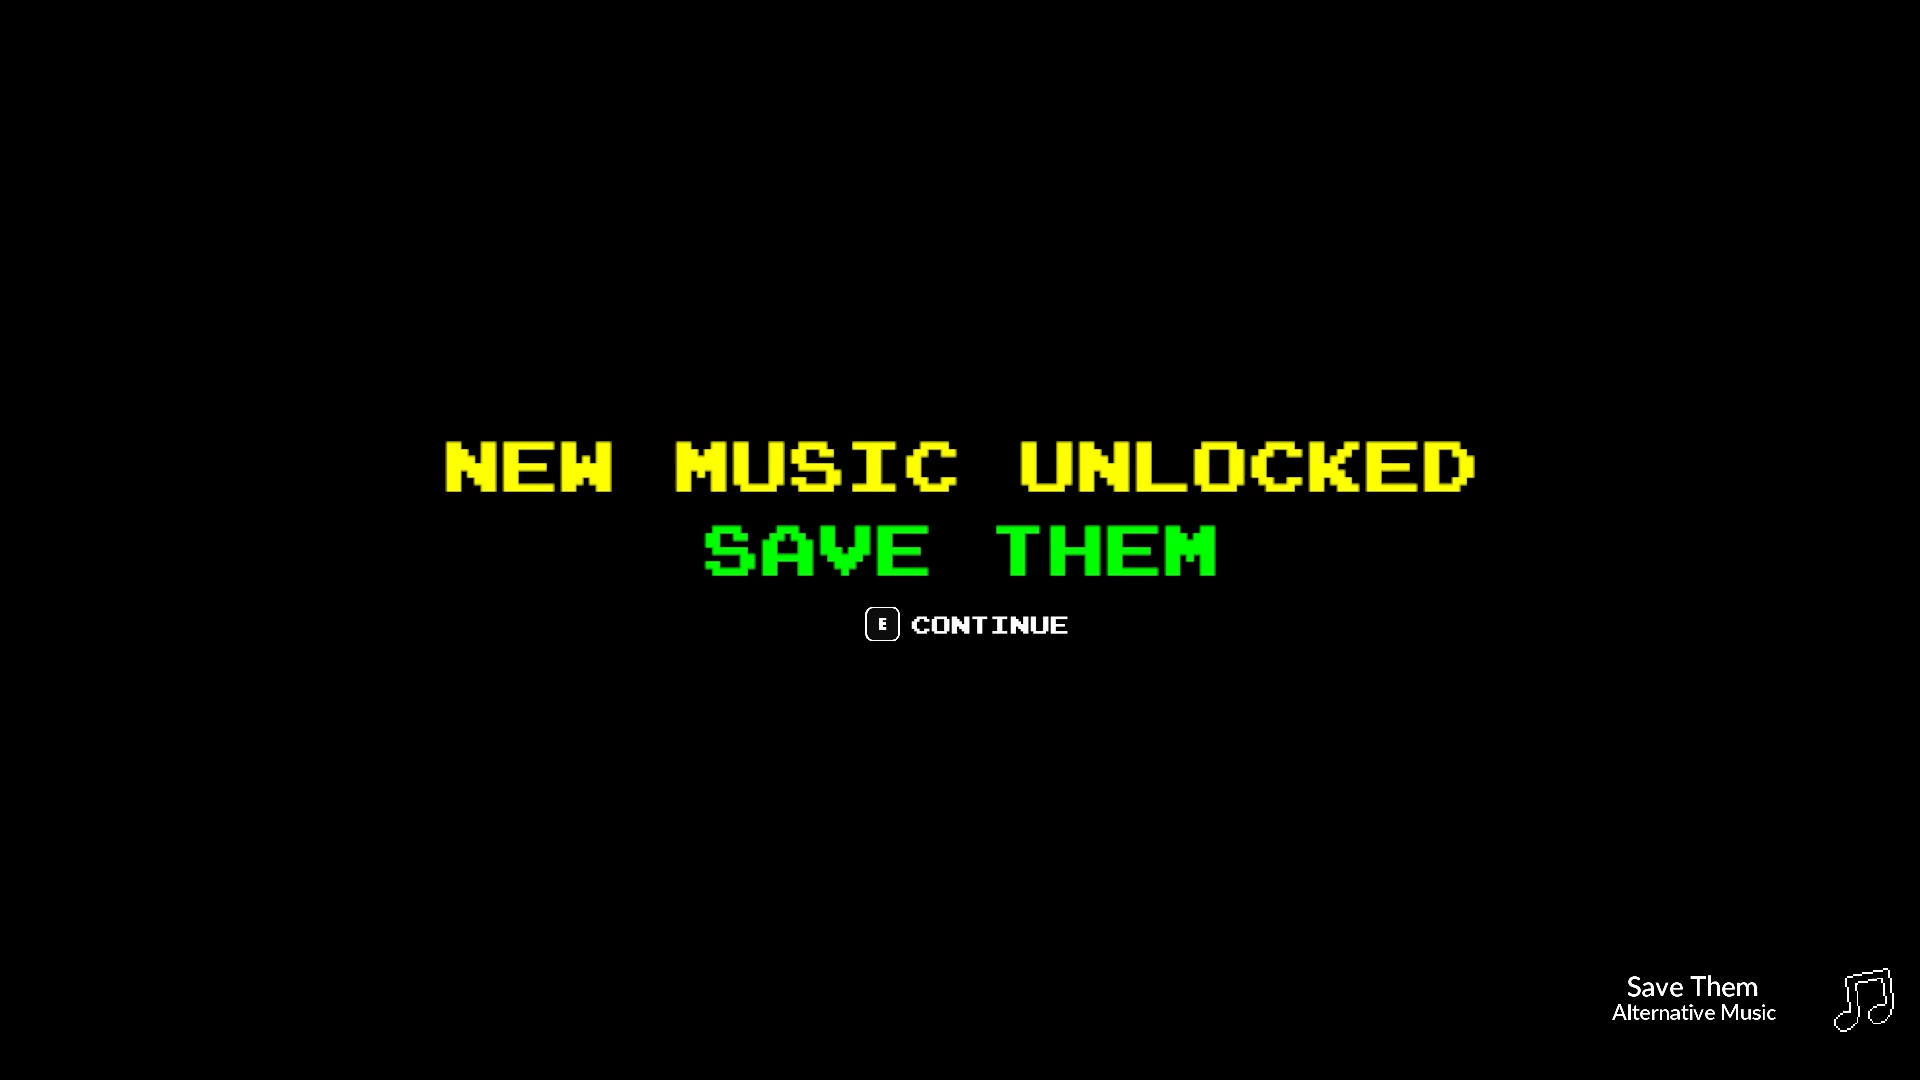 NEW MUSIC UNLOCKED
SAVE THEM
E CONTINUE
Save Them
Alternative Music